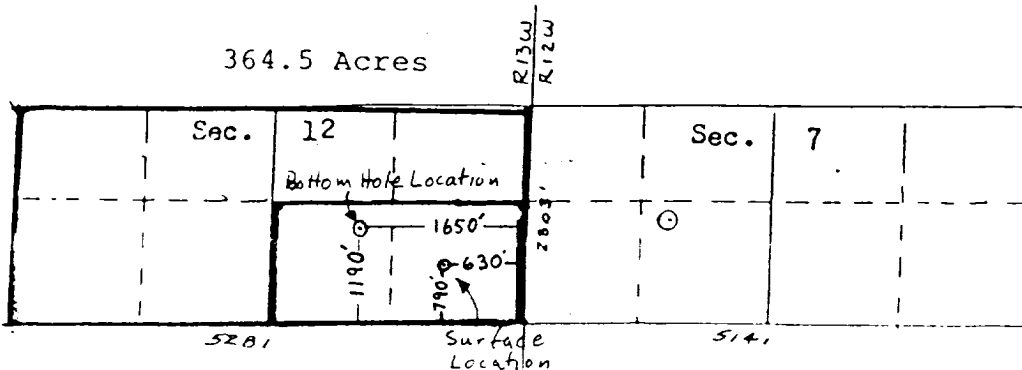 364.5 Acres
R13W
R12W
Sec. 12
Sec. 7
Bottom Hole Location
1650'
2803'
1190'
630'
790'
5281
Surface
Location
5141